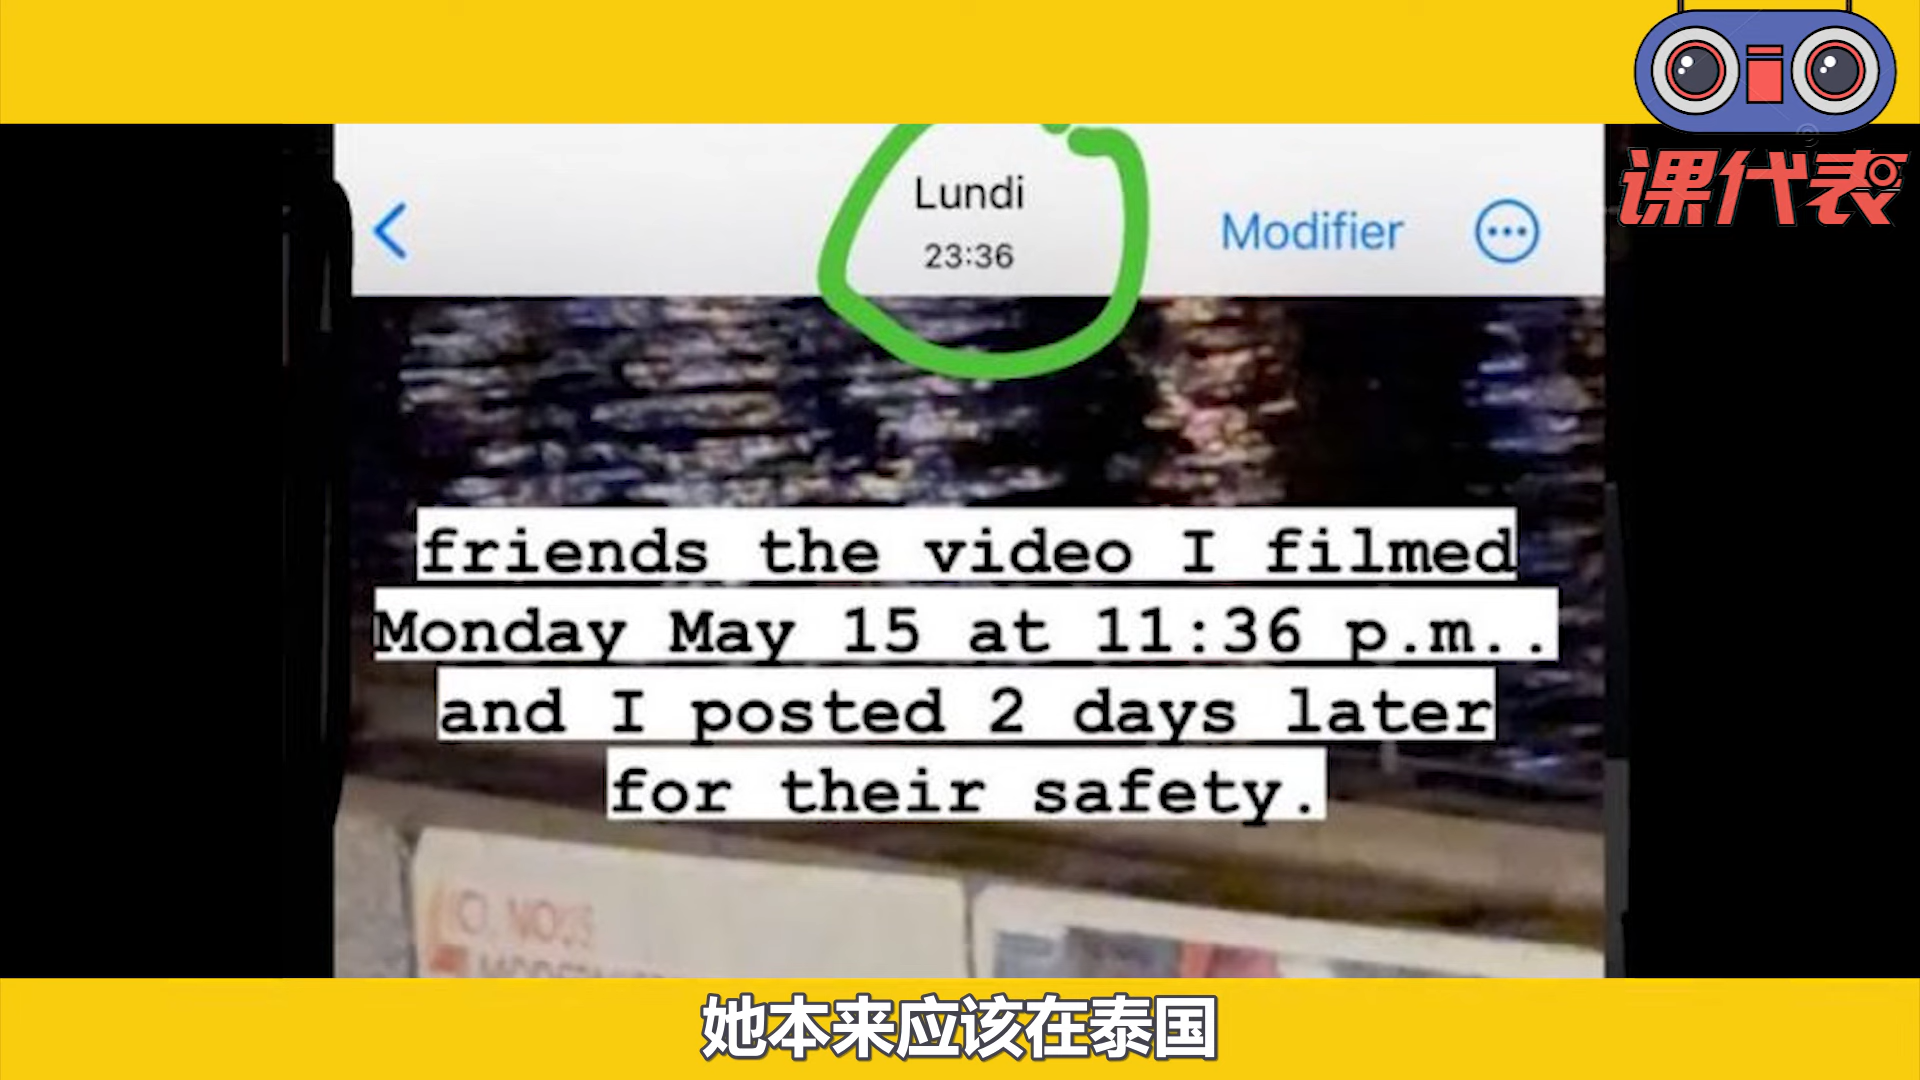 课代表
Lundi
23:36
Modifier
friends the video I filmed
Monday May 15 at 11:36 p.m..
and I posted 2 days later
for their safety.
NOUS
她本来应该在泰国